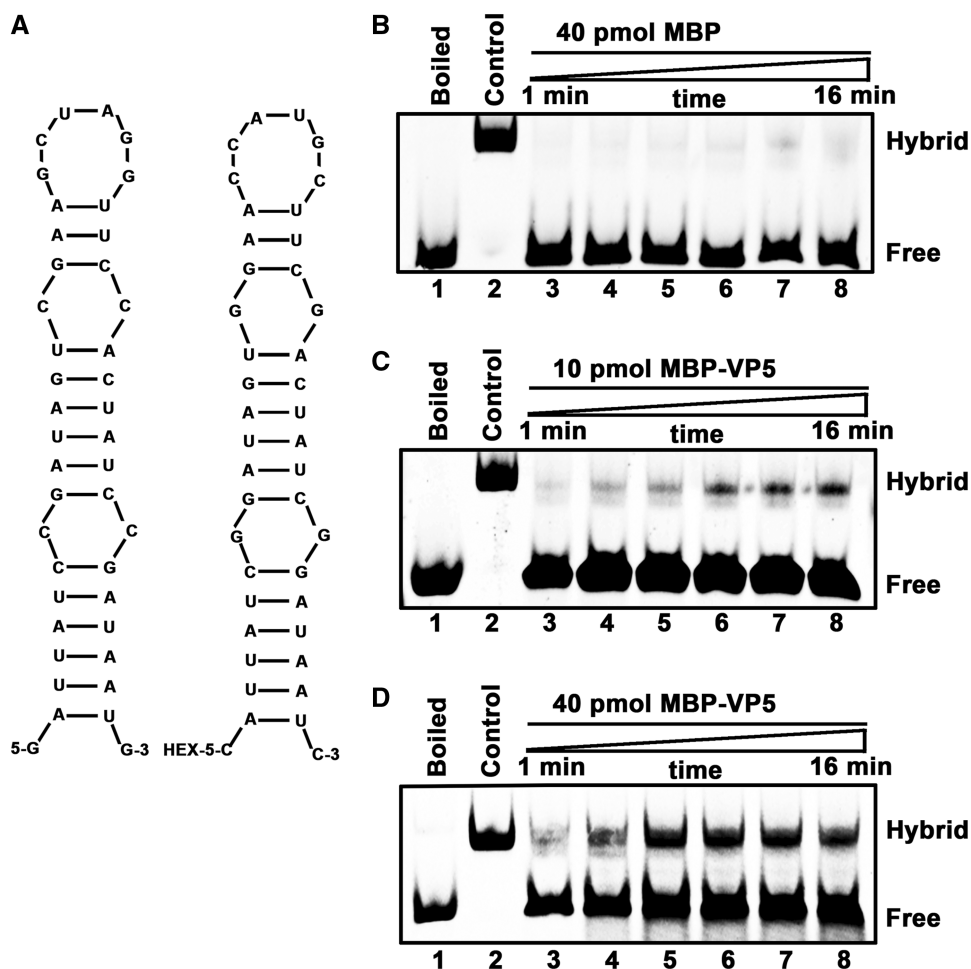 A
U A A U
C G C G
G G C C
A U A U
A U A U
G C G C
C C G G
U A U A
G C G C
A U A U
U A U A
A U A U
G C G C
C C G G
C G C G
U A U A
A U A U
U A U A
U A U A
A U A U
5-G G-3 HEX-5-C C-3
B
Boiled
Control
40 pmol MBP
1 min time 16 min
Hybrid
Free
1 2 3 4 5 6 7 8
C
Boiled
Control
10 pmol MBP-VP5
1 min time 16 min
Hybrid
Free
1 2 3 4 5 6 7 8
D
Boiled
Control
40 pmol MBP-VP5
1 min time 16 min
Hybrid
Free
1 2 3 4 5 6 7 8